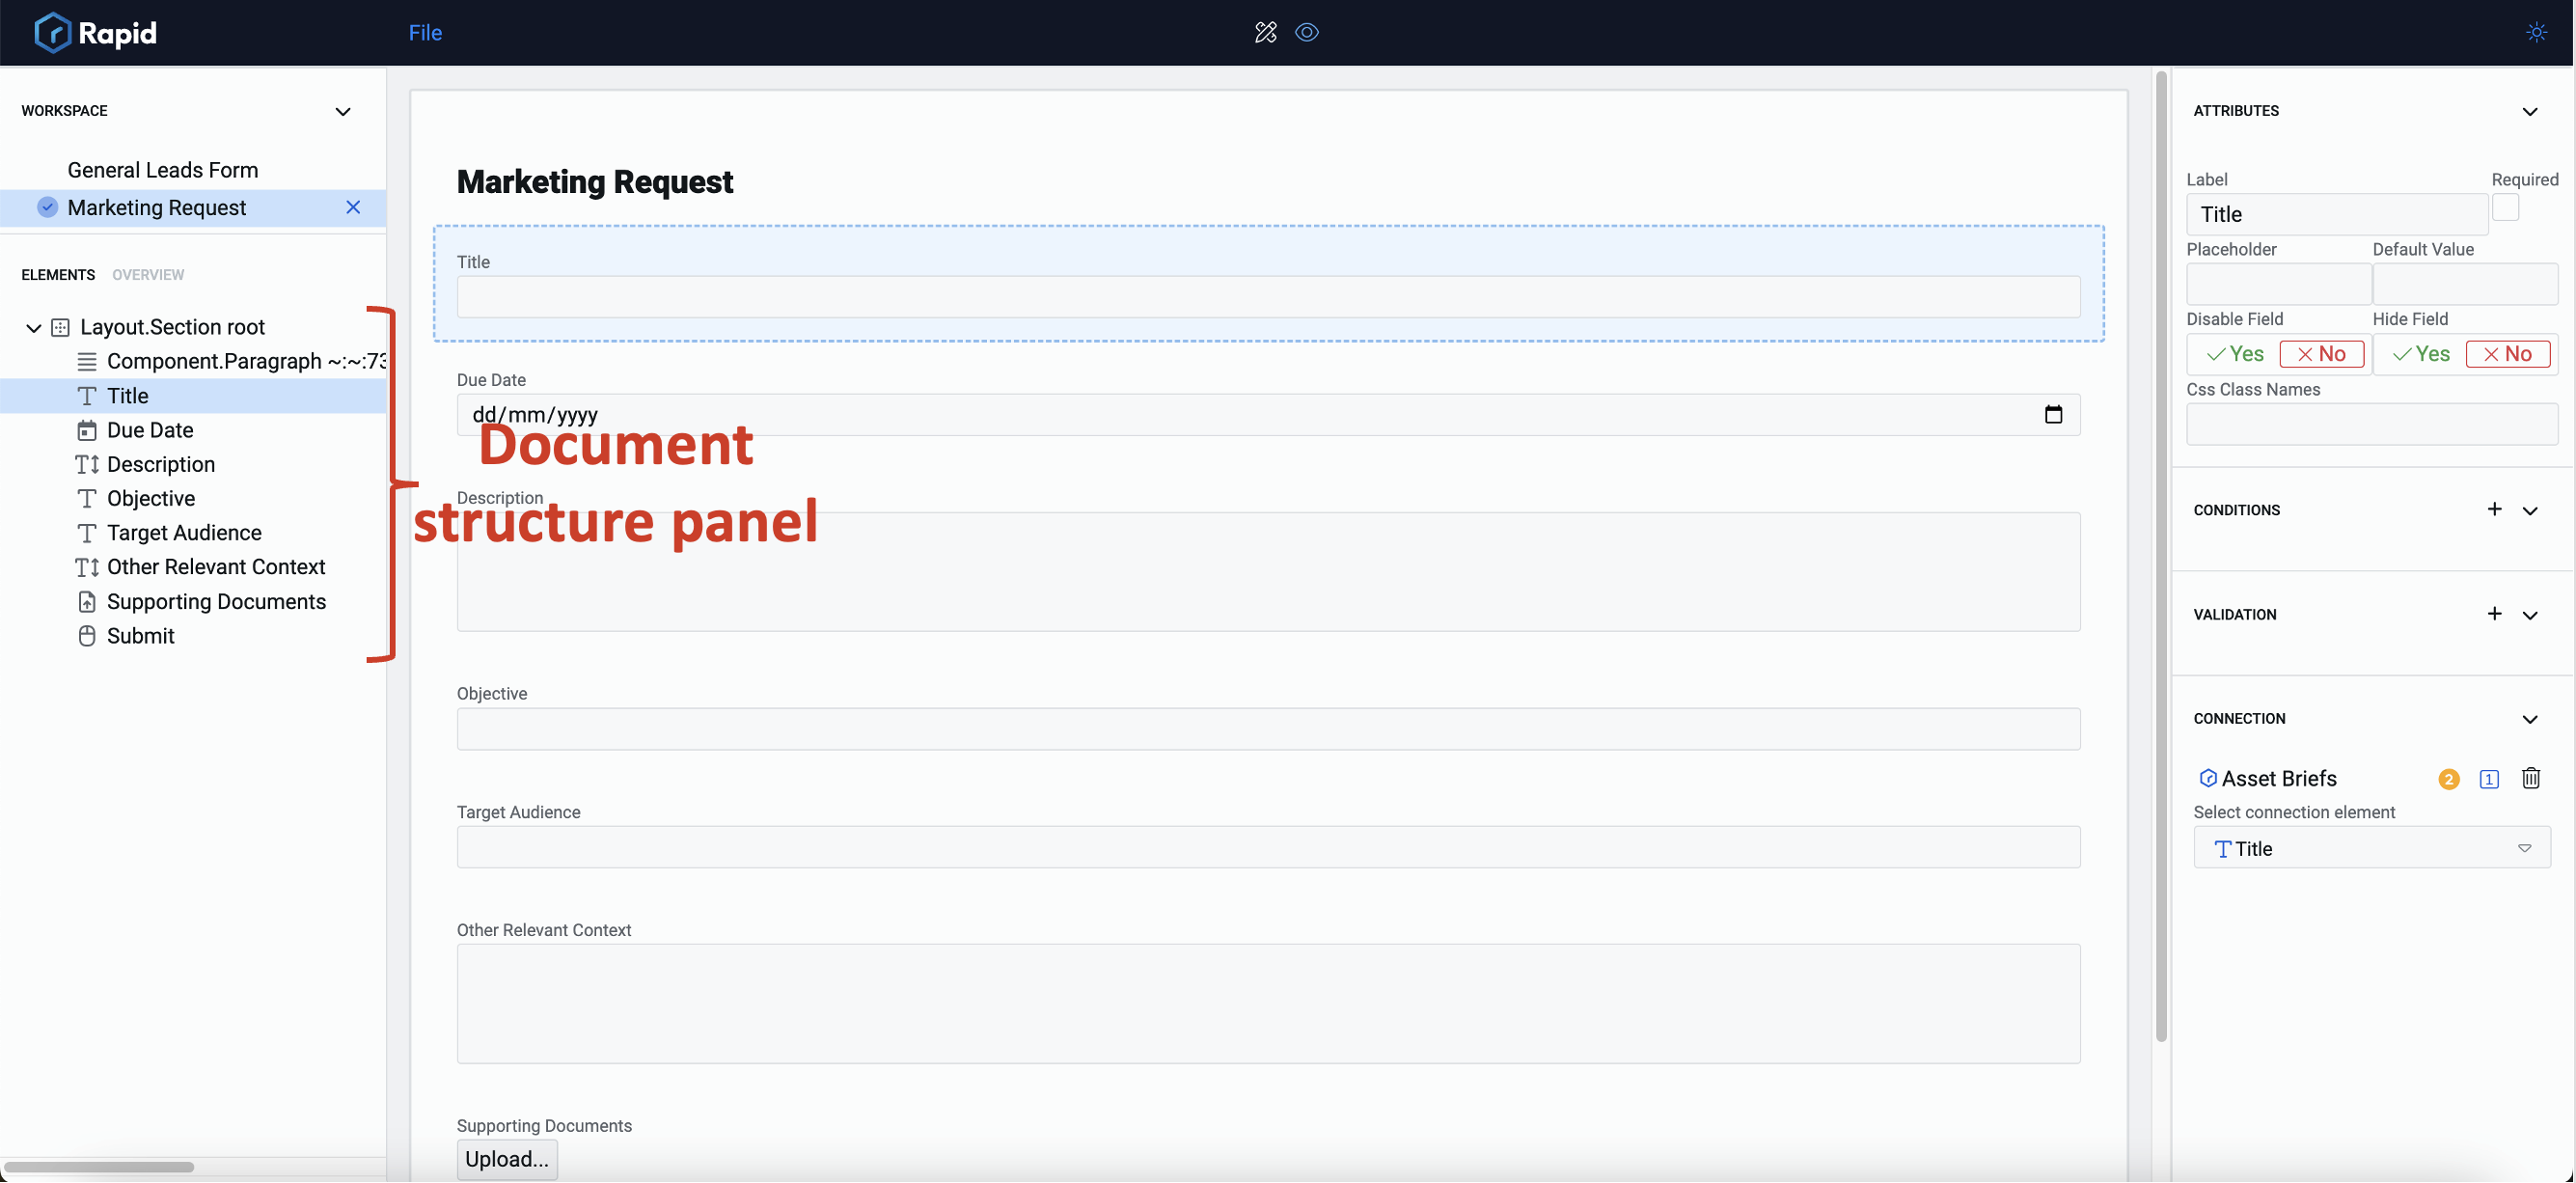 Rapid
File
WORKSPACE
General Leads Form
Marketing Request
ELEMENTS OVERVIEW
Layout.Section root
Component.Paragraph ~:~:73
Title
Due Date
Description
Objective
Target Audience
Other Relevant Context
Supporting Documents
Submit
Document
structure panel
Marketing Request
Title
Due Date
dd/mm/yyyy
Description
Objective
Target Audience
Other Relevant Context
Supporting Documents
Upload...
ATTRIBUTES
Label Required
Title
Placeholder Default Value
Disable Field Hide Field
Yes No Yes No
Css Class Names
CONDITIONS
VALIDATION
CONNECTION
Asset Briefs 2 1
Select connection element
Title